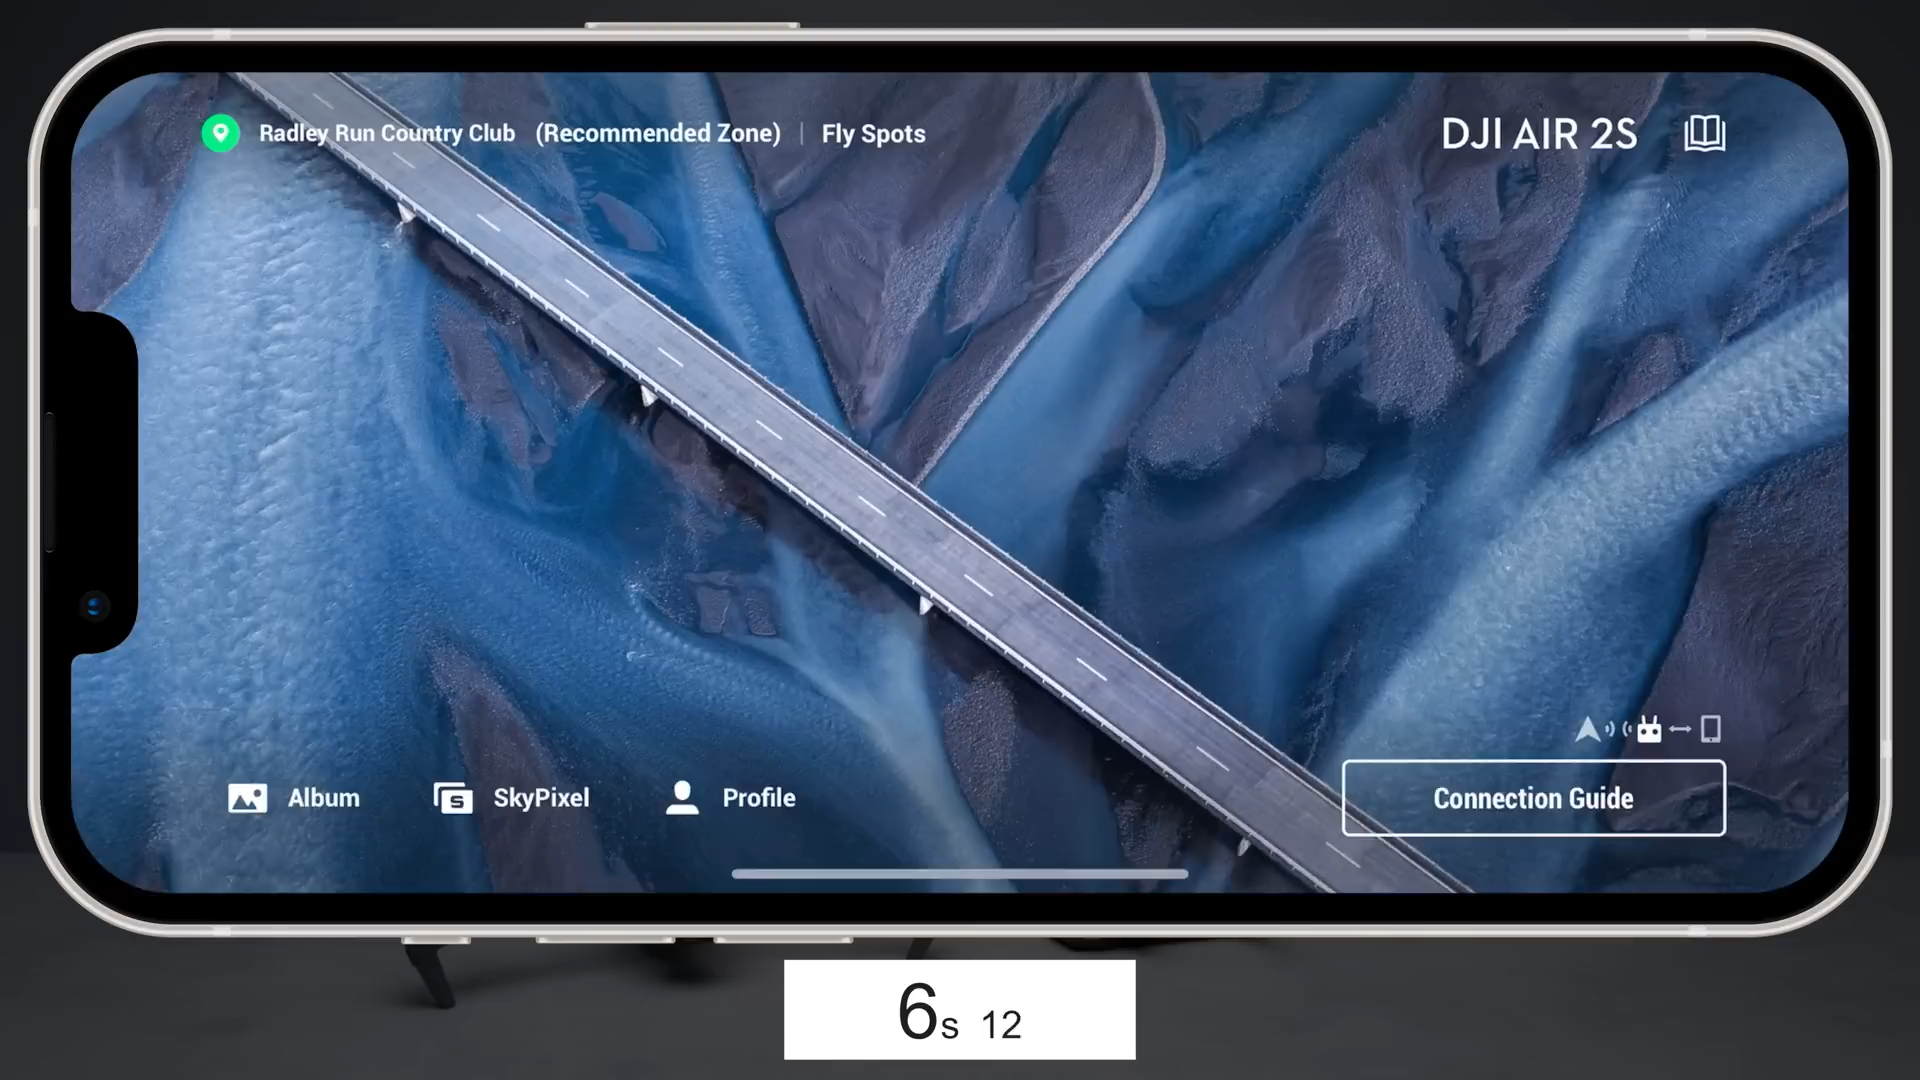 Radley Run Country Club (Recommended Zone) | Fly Spots
DJI AIR 2S
Album
SkyPixel
Profile
Connection Guide
6s 12